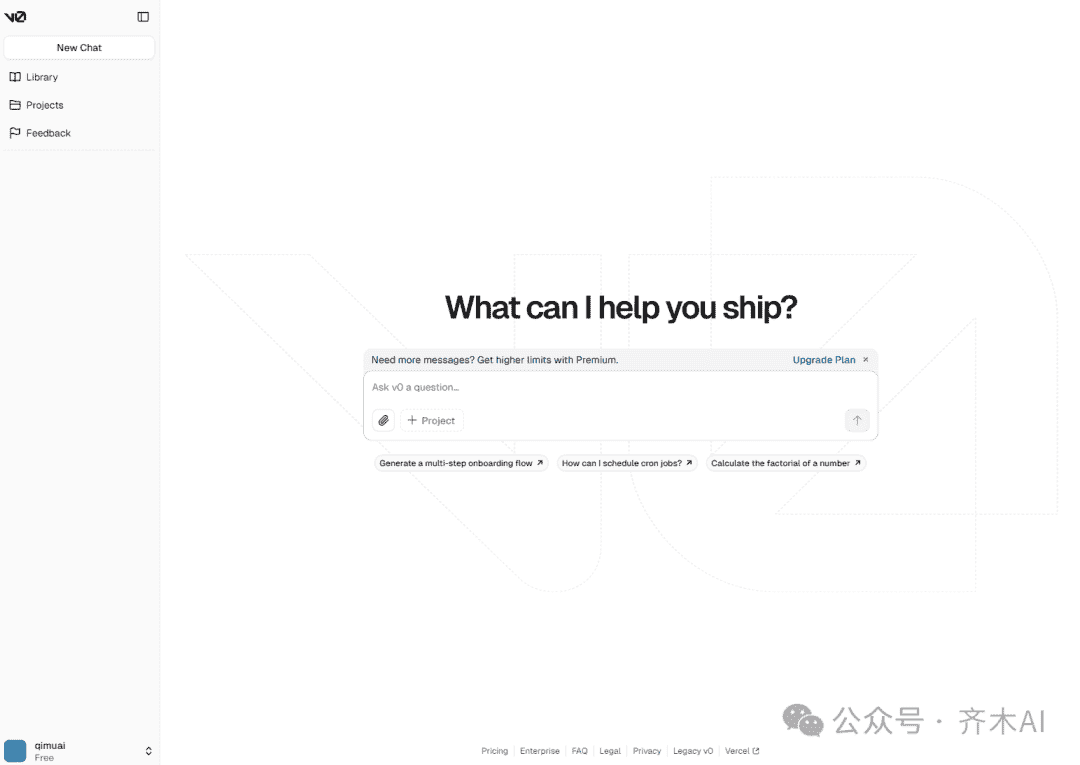 v0
New Chat
Library
Projects
Feedback
What can I help you ship?
Need more messages? Get higher limits with Premium. Upgrade Plan ×
Ask v0 a question...
+ Project
Generate a multi-step onboarding flow How can I schedule cron jobs? Calculate the factorial of a number
公众号 · 齐木AI
qimuai
Free
Pricing Enterprise FAQ Legal Privacy Legacy v0 Vercel